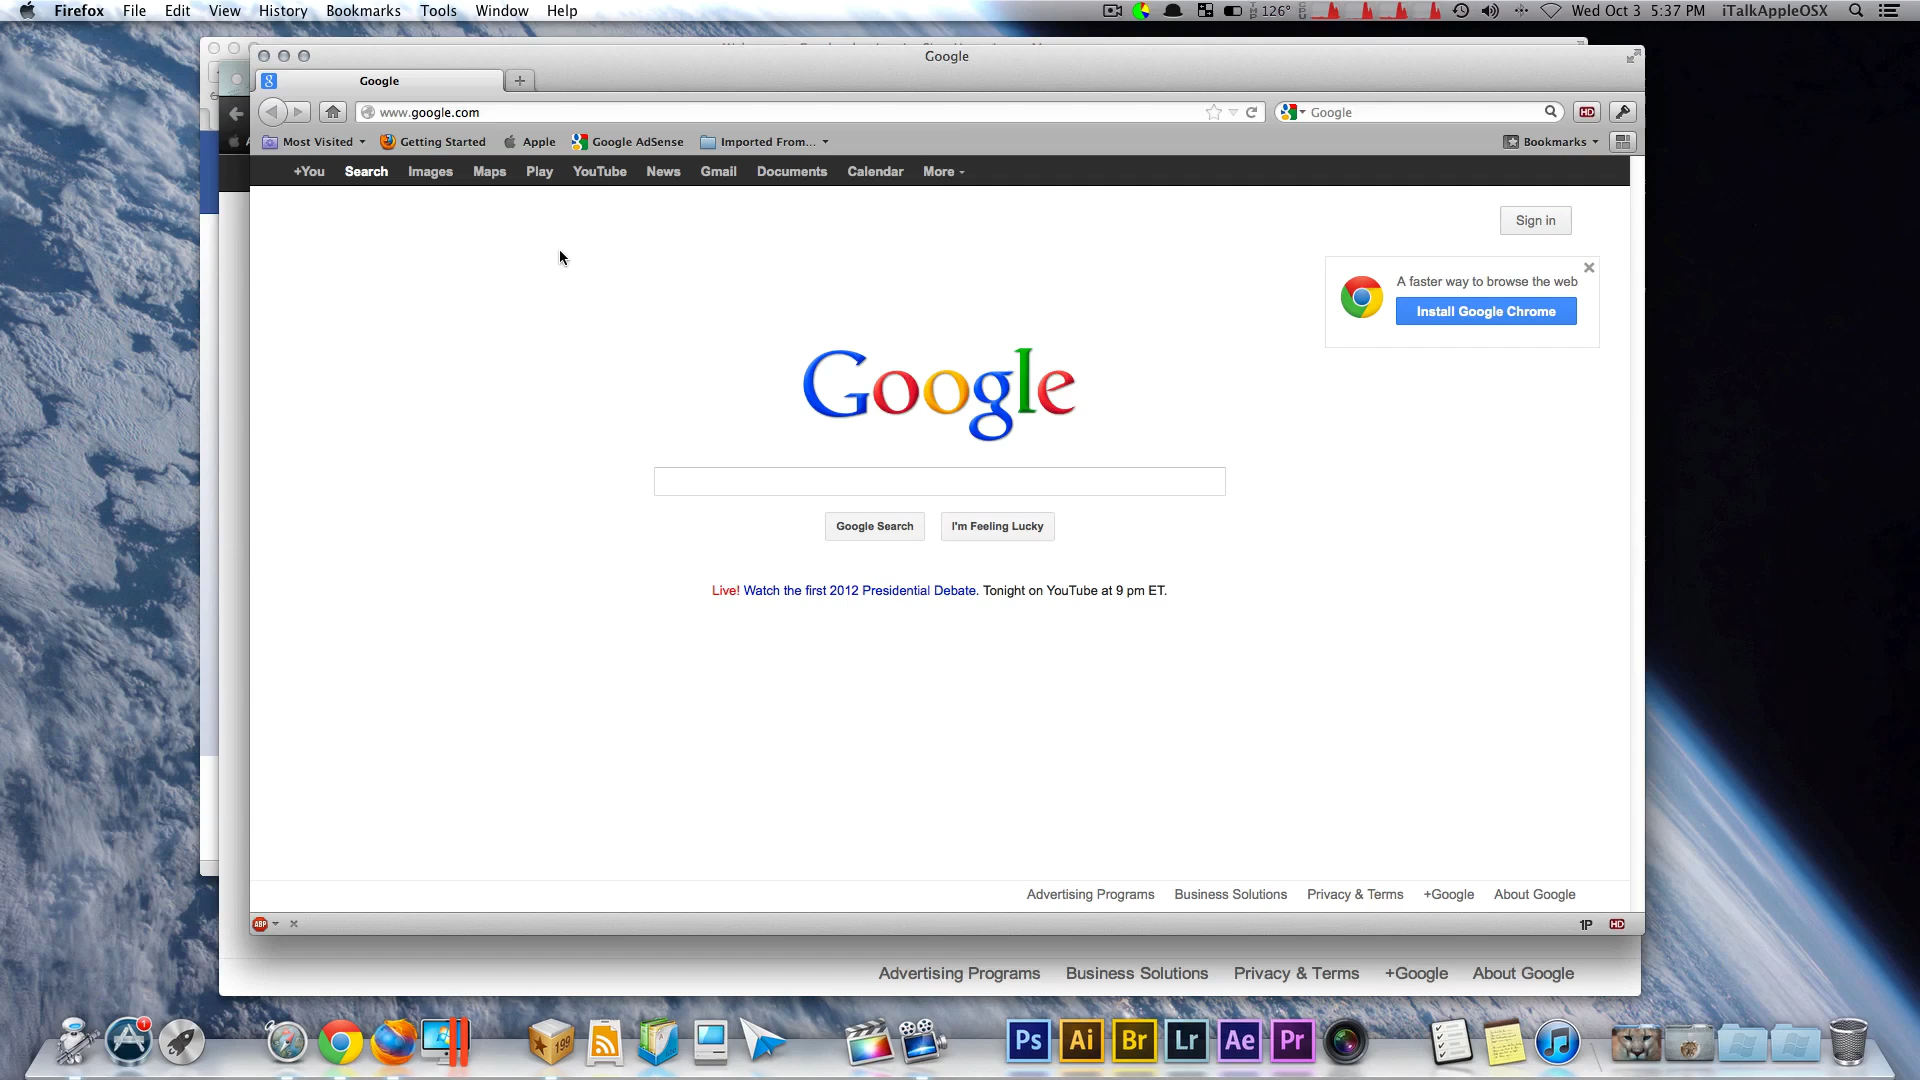 Firefox File Edit View History Bookmarks Tools Window Help
126° Wed Oct 3 5:37 PM iTalkAppleOSX
Google
Google
www.google.com
Google
HD
Most Visited Getting Started Apple Google AdSense Imported From... Bookmarks
+You Search Images Maps Play YouTube News Gmail Documents Calendar More
Sign in
A faster way to browse the web
Install Google Chrome
Google
Google Search I'm Feeling Lucky
Live! Watch the first 2012 Presidential Debate. Tonight on YouTube at 9 pm ET.
Advertising Programs Business Solutions Privacy & Terms +Google About Google
ABP 1P HD
Advertising Programs Business Solutions Privacy & Terms +Google About Google
1 199 Ps Ai Br Lr Ae Pr